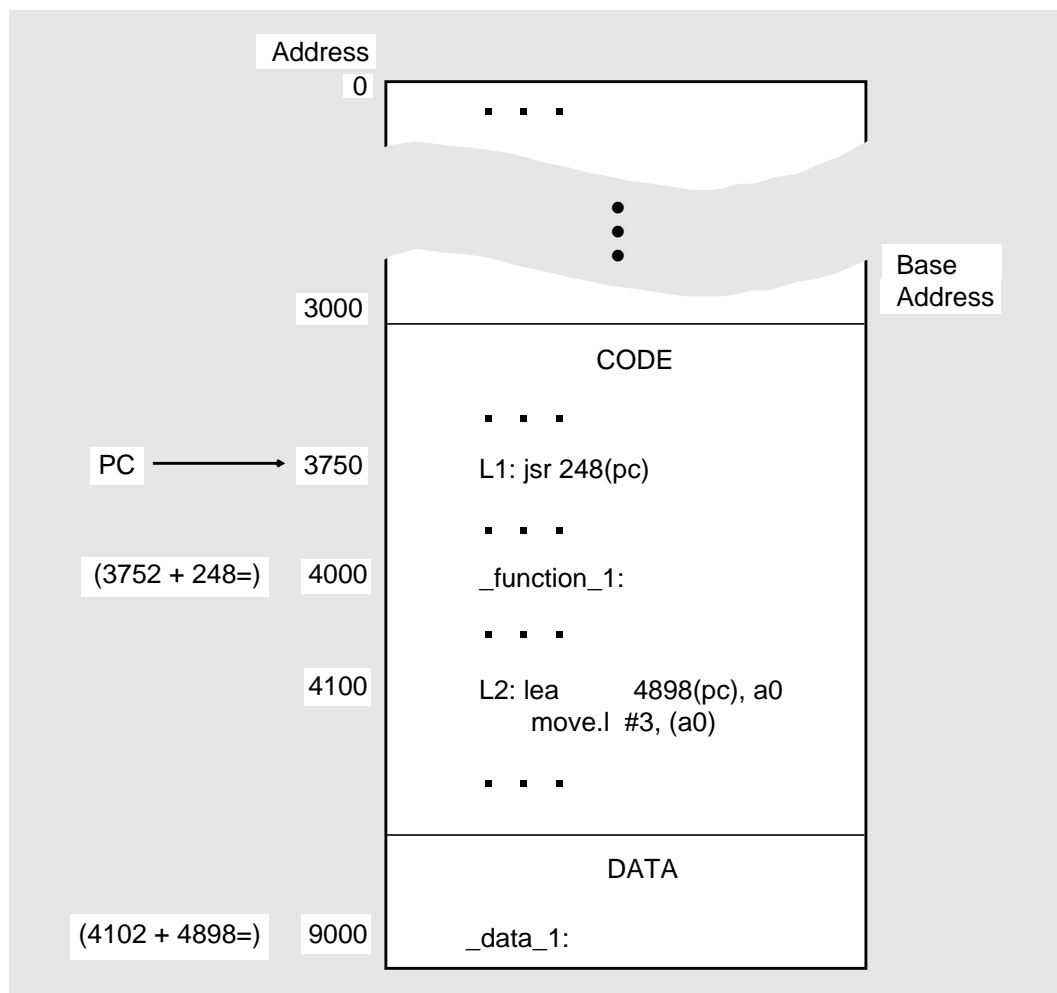 Address
0
. . .
Base
Address
3000
CODE
. . .
PC
3750
L1: jsr 248(pc)
. . .
(3752 + 248=)
4000
_function_1:
. . .
4100
L2: lea 4898(pc), a0
move.l #3, (a0)
. . .
DATA
(4102 + 4898=)
9000
_data_1: